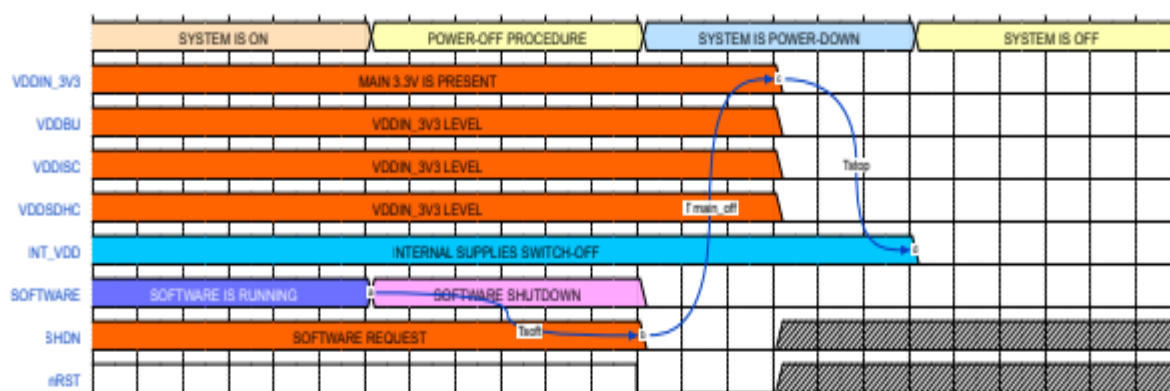 SYSTEM IS ON POWER-OFF PROCEDURE SYSTEM IS POWER-DOWN SYSTEM IS OFF
VDDIN_3V3 MAIN 3.3V IS PRESENT
VDDBU VDDIN_3V3 LEVEL
VDDISC VDDIN_3V3 LEVEL Tstop
VDDSDHC VDDIN_3V3 LEVEL Tmain_off
INT_VDD INTERNAL SUPPLIES SWITCH-OFF
SOFTWARE SOFTWARE IS RUNNING SOFTWARE SHUTDOWN
SHDN SOFTWARE REQUEST Tsoft
nRST